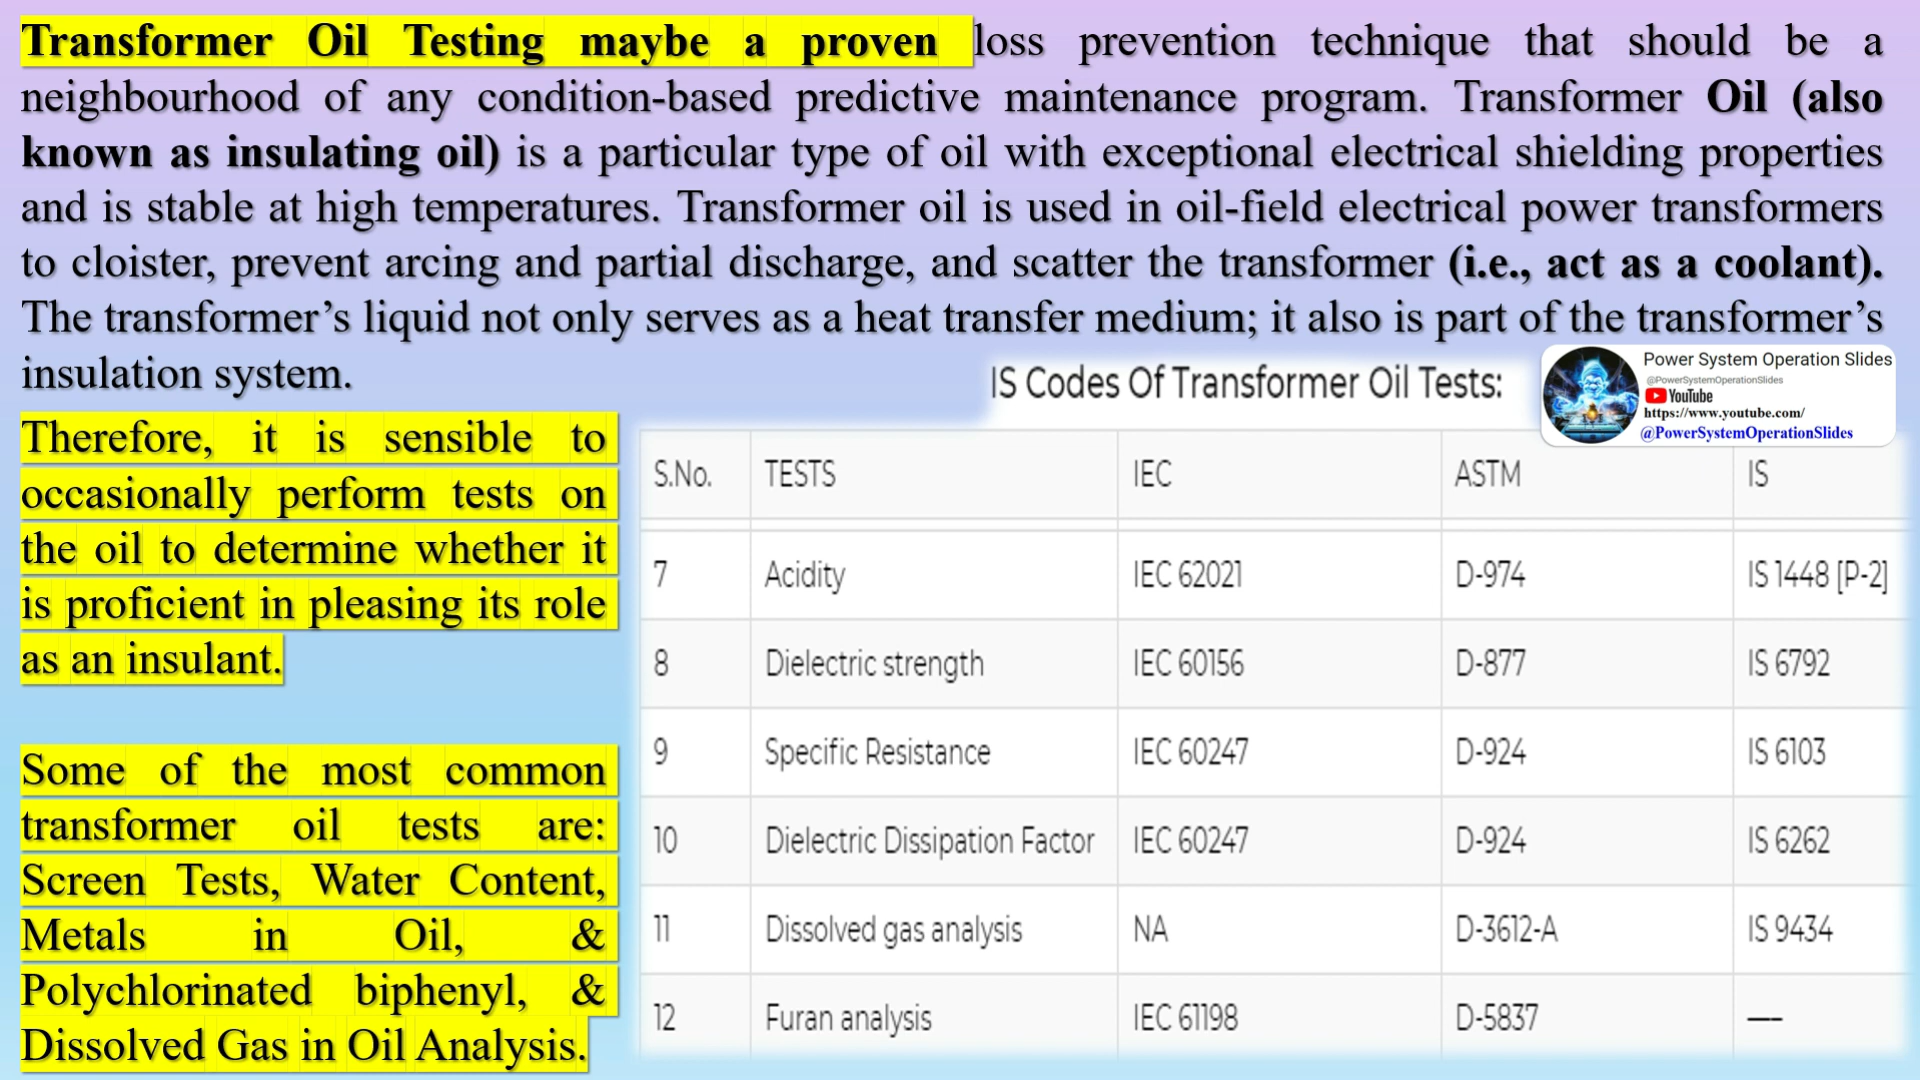 Transformer Oil Testing maybe a proven loss prevention technique that should be a
neighbourhood of any condition-based predictive maintenance program. Transformer Oil (also
known as insulating oil) is a particular type of oil with exceptional electrical shielding properties
and is stable at high temperatures. Transformer oil is used in oil-field electrical power transformers
to cloister, prevent arcing and partial discharge, and scatter the transformer (i.e., act as a coolant).
The transformer’s liquid not only serves as a heat transfer medium; it also is part of the transformer’s
insulation system.
Therefore, it is sensible to
occasionally perform tests on
the oil to determine whether it
is proficient in pleasing its role
as an insulant.
Some of the most common
transformer oil tests are:
Screen Tests, Water Content,
Metals in Oil, &
Polychlorinated biphenyl, &
Dissolved Gas in Oil Analysis.
IS Codes Of Transformer Oil Tests:
Power System Operation Slides
@PowerSystemOperationSlides
YouTube
https://www.youtube.com/
@PowerSystemOperationSlides
S.No. TESTS IEC ASTM IS
7 Acidity IEC 62021 D-974 IS 1448 [P-2]
8 Dielectric strength IEC 60156 D-877 IS 6792
9 Specific Resistance IEC 60247 D-924 IS 6103
10 Dielectric Dissipation Factor IEC 60247 D-924 IS 6262
11 Dissolved gas analysis NA D-3612-A IS 9434
12 Furan analysis IEC 61198 D-5837 —–